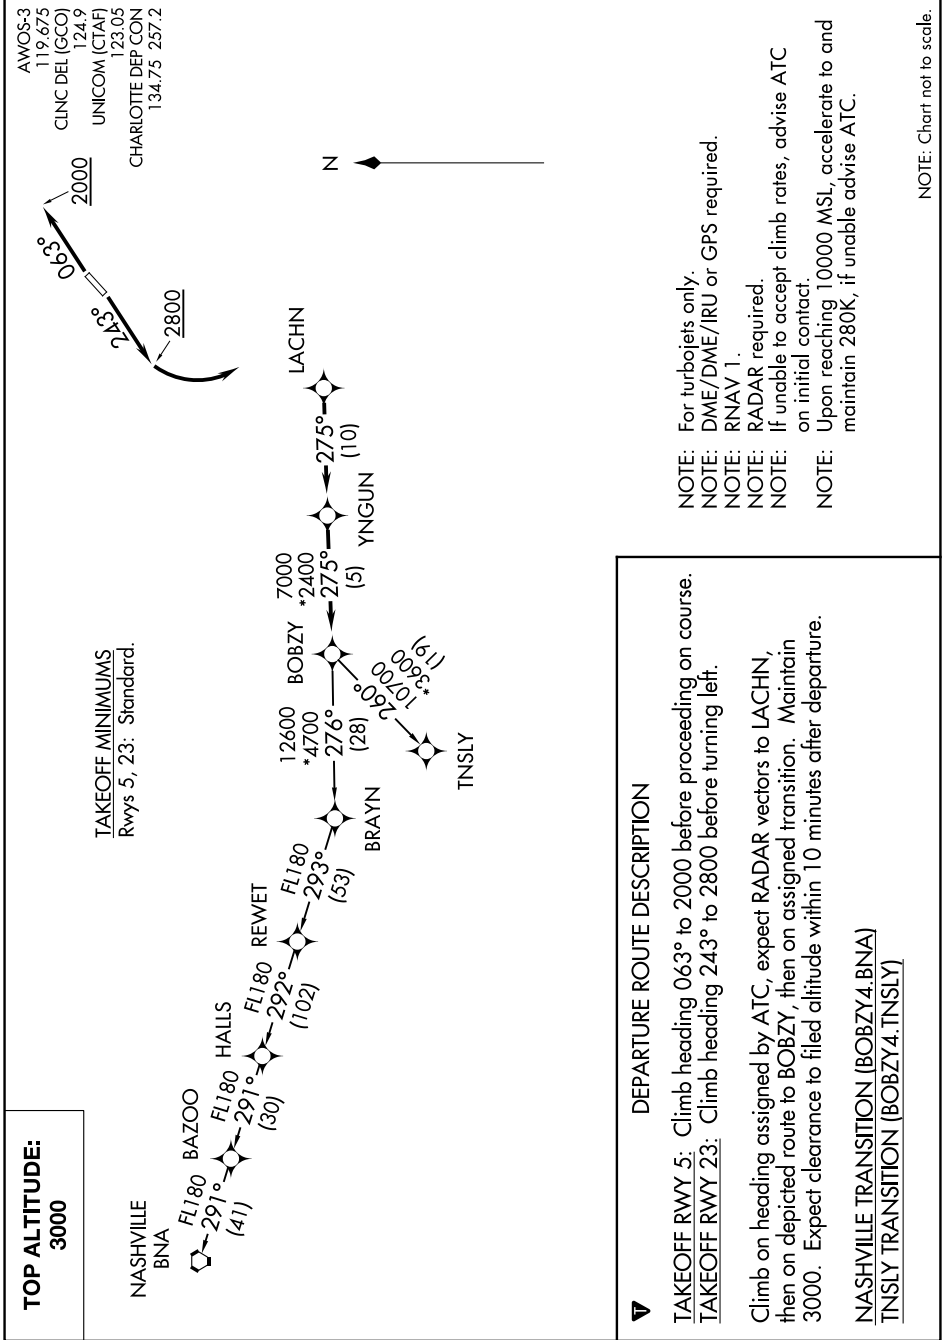 TOP ALTITUDE:
3000
AWOS-3
119.675
CLNC DEL (GCO)
124.9
UNICOM (CTAF)
123.05
CHARLOTTE DEP CON
134.75 257.2
TAKEOFF MINIMUMS
Rwys 5, 23: Standard.
063°
2000
243°
2800
N
NASHVILLE
BNA
FL180
291°
(41)
BAZOO
FL180
291°
(30)
HALLS
FL180
292°
(102)
REWET
FL180
293°
(53)
BRAYN
12600
*4700
276°
(28)
BOBZY
7000
*2400
275°
(5)
YNGUN
275°
(10)
LACHN
260°
10700
*3600
(19)
TNSLY
NOTE: For turbojets only.
NOTE: DME/DME/IRU or GPS required.
NOTE: RNAV 1.
NOTE: RADAR required.
NOTE: If unable to accept climb rates, advise ATC
on initial contact.
NOTE: Upon reaching 10000 MSL, accelerate to and
maintain 280K, if unable advise ATC.
NOTE: Chart not to scale.
T
DEPARTURE ROUTE DESCRIPTION
TAKEOFF RWY 5: Climb heading 063° to 2000 before proceeding on course.
TAKEOFF RWY 23: Climb heading 243° to 2800 before turning left.
Climb on heading assigned by ATC, expect RADAR vectors to LACHN,
then on depicted route to BOBZY, then on assigned transition. Maintain
3000. Expect clearance to filed altitude within 10 minutes after departure.
NASHVILLE TRANSITION (BOBZY4.BNA)
TNSLY TRANSITION (BOBZY4.TNSLY)